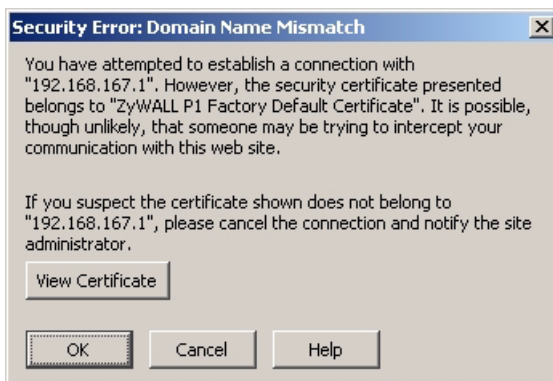 Security Error: Domain Name Mismatch
You have attempted to establish a connection with
"192.168.167.1". However, the security certificate presented
belongs to "ZyWALL P1 Factory Default Certificate". It is possible,
though unlikely, that someone may be trying to intercept your
communication with this web site.
If you suspect the certificate shown does not belong to
"192.168.167.1", please cancel the connection and notify the site
administrator.
View Certificate
OK Cancel Help